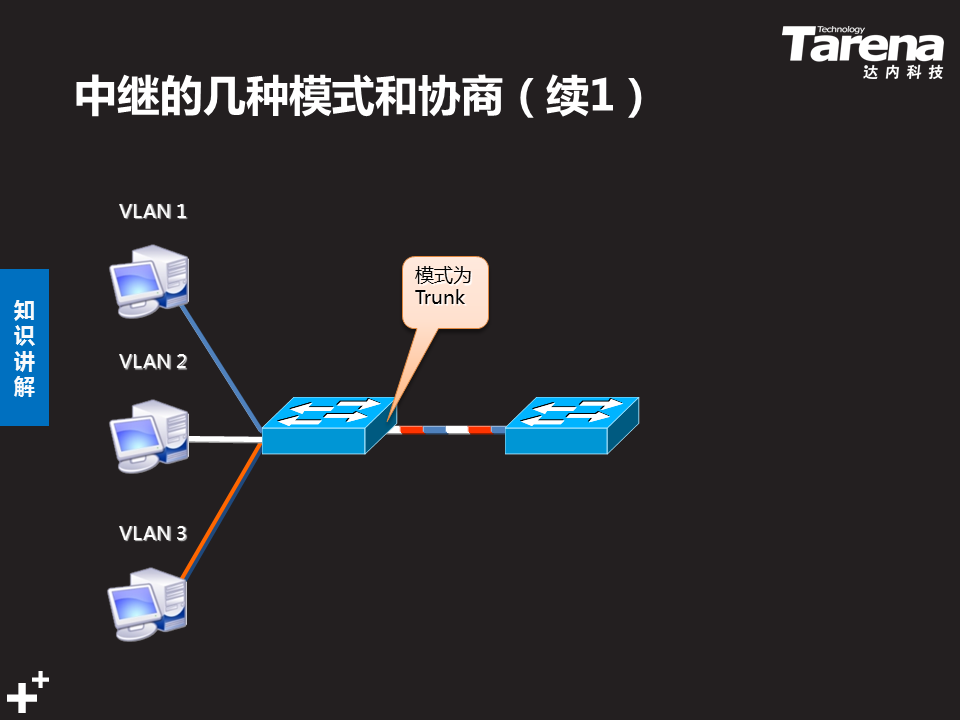 Technology
Tarena
达内科技
中继的几种模式和协商（续1）
VLAN 1
模式为
Trunk
知
识
讲
解
VLAN 2
VLAN 3